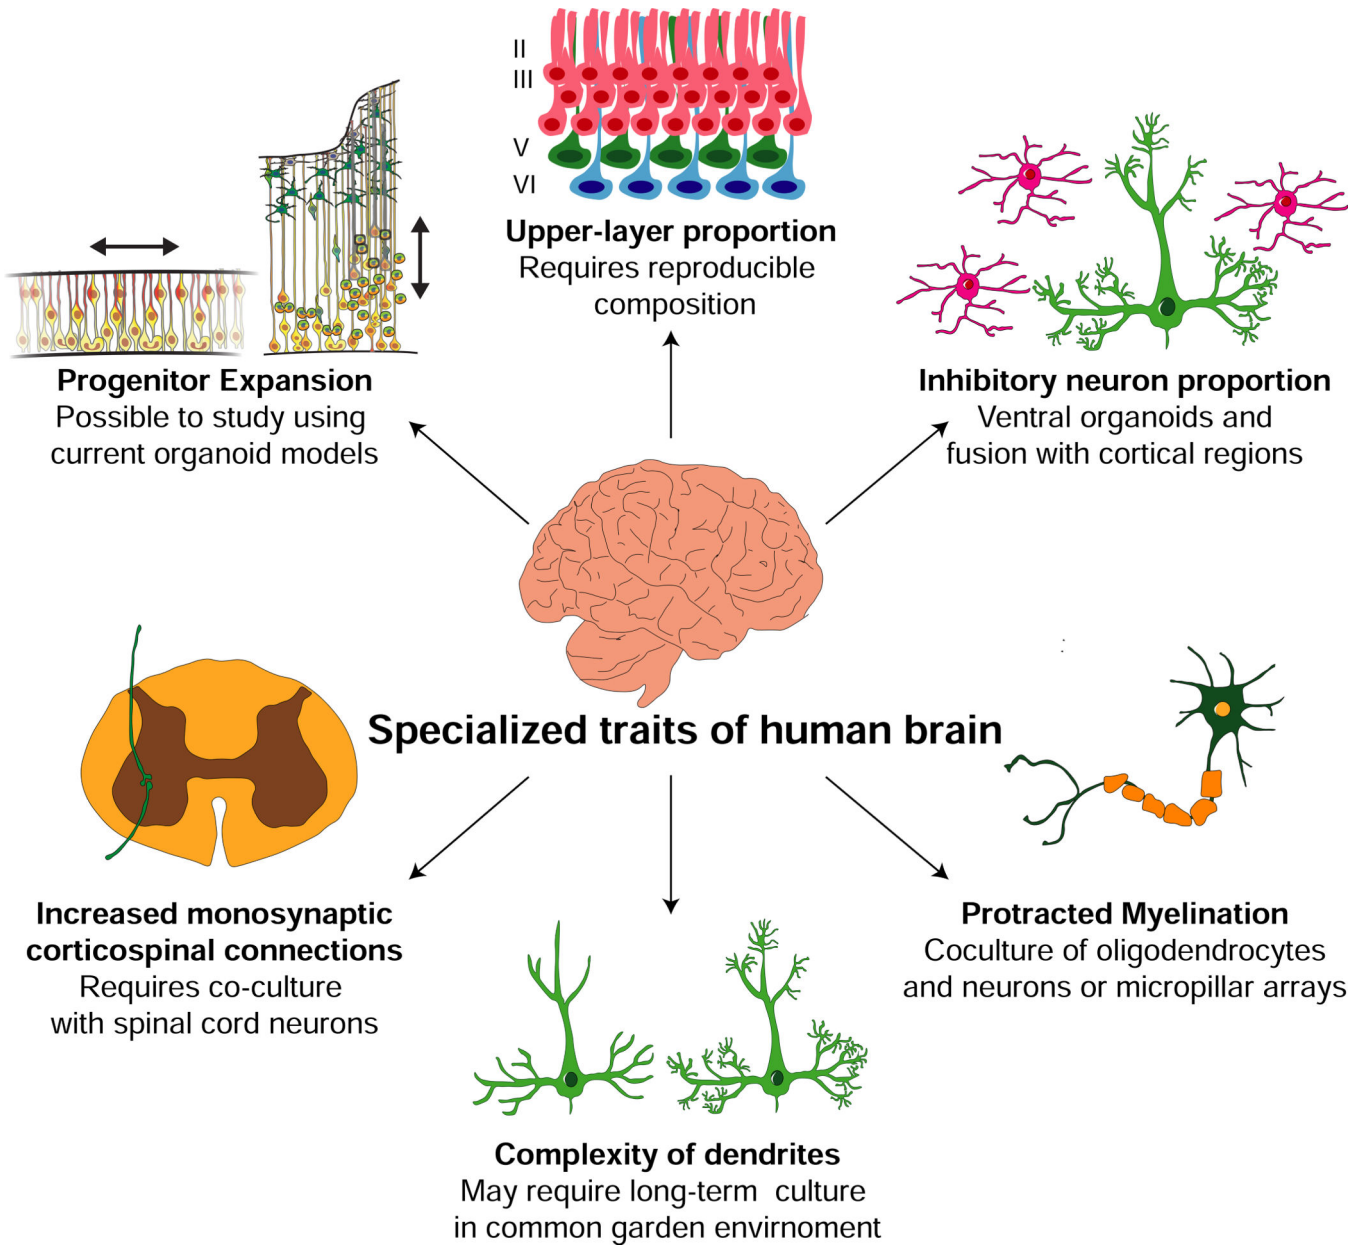 II
III
V
VI
Upper-layer proportion
Requires reproducible
composition
Progenitor Expansion
Possible to study using
current organoid models
Inhibitory neuron proportion
Ventral organoids and
fusion with cortical regions
Specialized traits of human brain
Increased monosynaptic
corticospinal connections
Requires co-culture
with spinal cord neurons
Complexity of dendrites
May require long-term culture
in common garden envirnoment
Protracted Myelination
Coculture of oligodendrocytes
and neurons or micropillar arrays